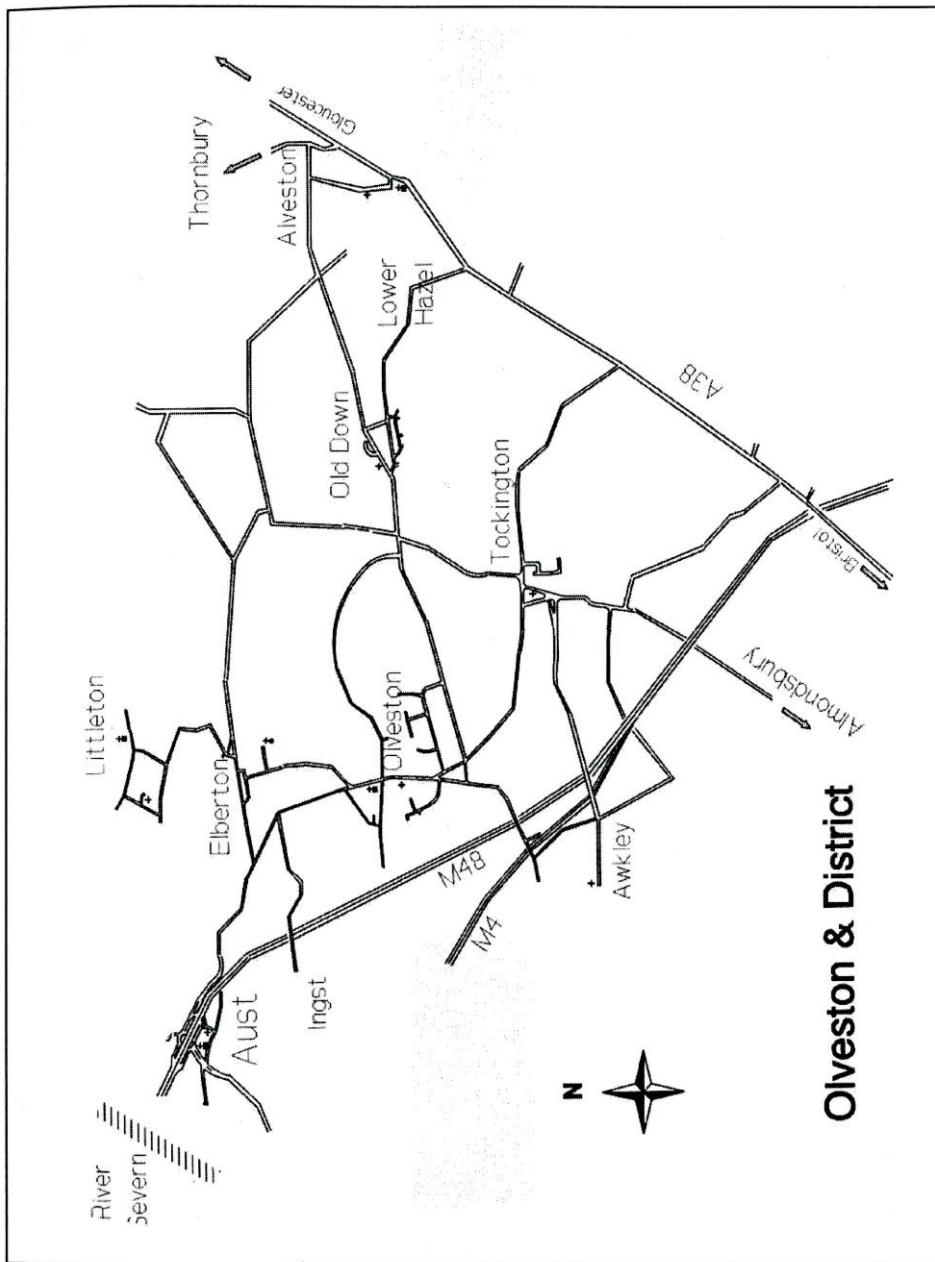 River
Severn
Aust
Ingst
Littleton
Elberton
Thornbury
Alveston
Gloucester
Lower
Hazel
Old Down
Olveston
Tockington
M48
M4
Awkley
A38
Bristol
Almondsbury
N
Olveston & District